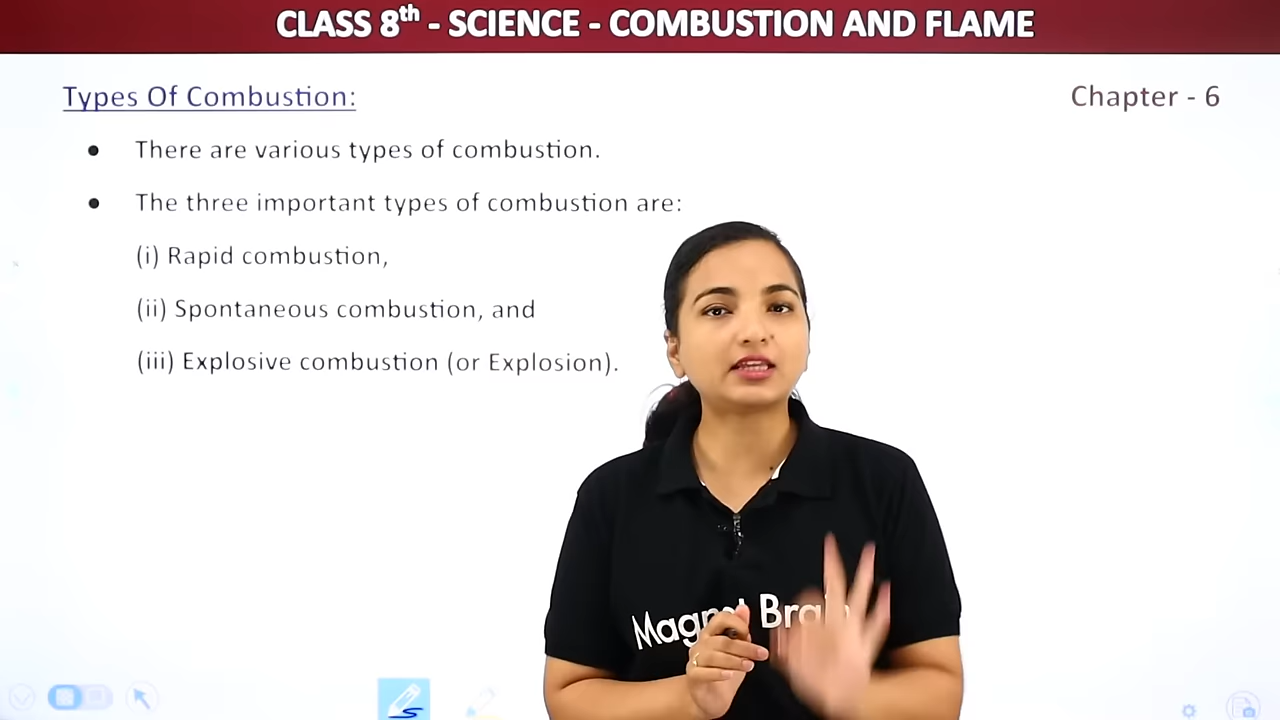 CLASS 8th - SCIENCE - COMBUSTION AND FLAME
Types Of Combustion:
Chapter - 6
● There are various types of combustion.
● The three important types of combustion are:
(i) Rapid combustion,
(ii) Spontaneous combustion, and
(iii) Explosive combustion (or Explosion).